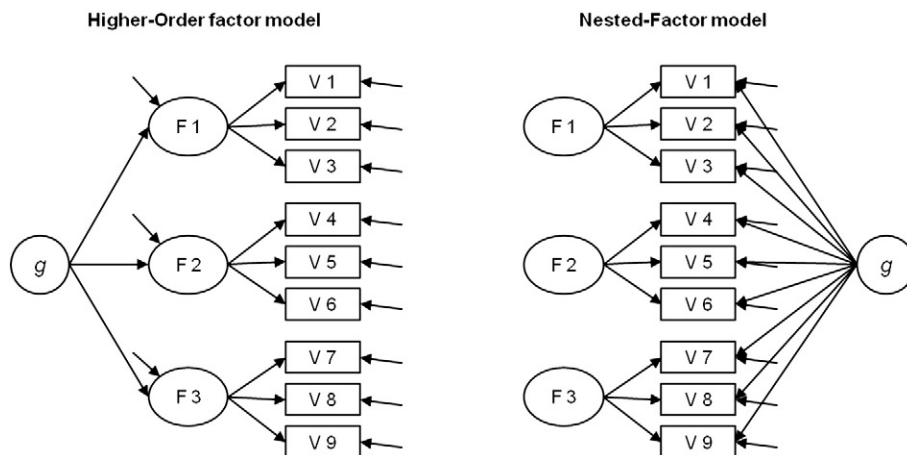 Higher-Order factor model
Nested-Factor model
V 1
V 2
V 3
F 1
V 4
V 5
V 6
F 2
g
V 7
V 8
V 9
F 3
V 1
V 2
V 3
F 1
V 4
V 5
V 6
F 2
g
V 7
V 8
V 9
F 3